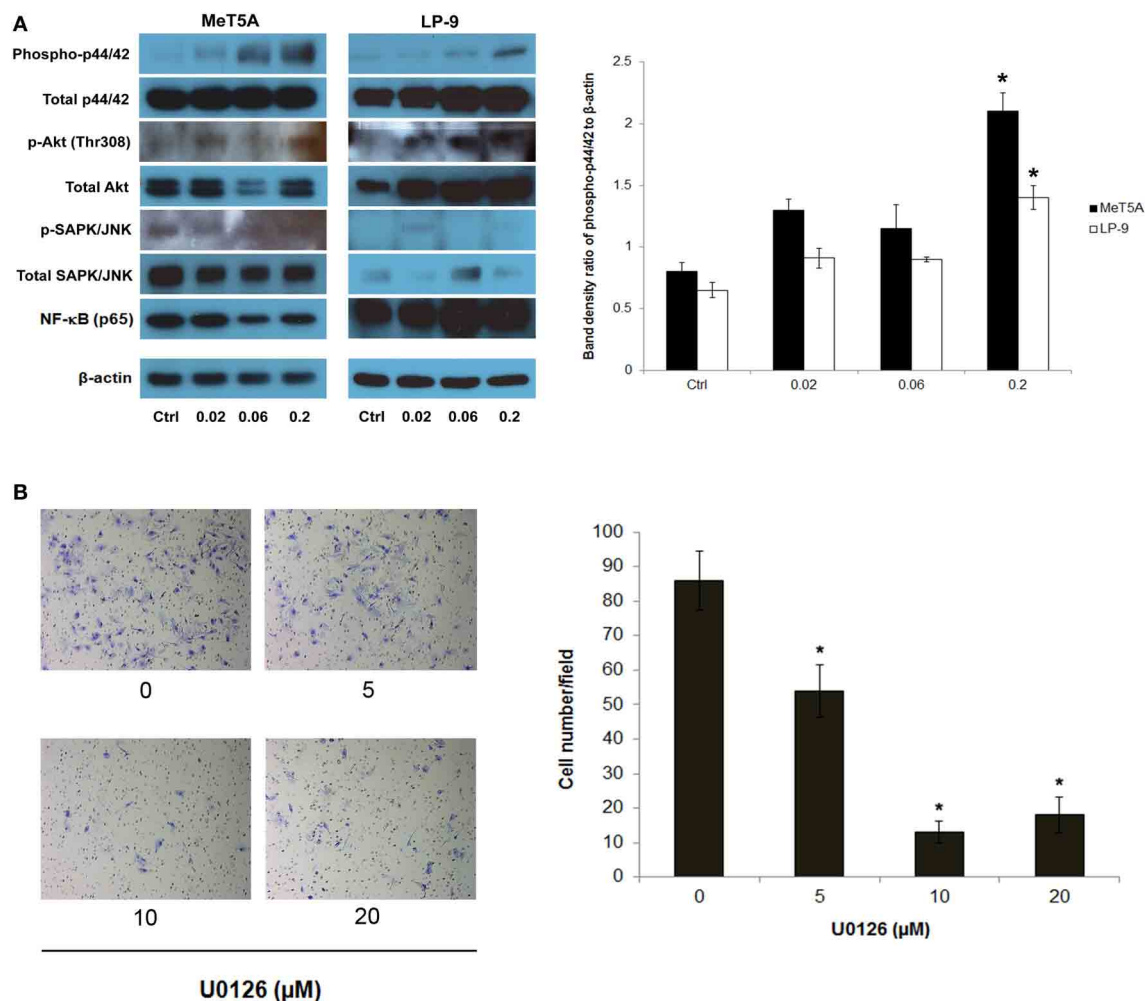 A
MeT5A LP-9
Phospho-p44/42
Total p44/42
p-Akt (Thr308)
Total Akt
p-SAPK/JNK
Total SAPK/JNK
NF-κB (p65)
β-actin
Ctrl 0.02 0.06 0.2 Ctrl 0.02 0.06 0.2
Band density ratio of phospho-p44/42 to β-actin
2.5
2
1.5
1
0.5
0
* *
Ctrl 0.02 0.06 0.2
MeT5A
LP-9
B
0 5
10 20
U0126 (µM)
Cell number/field
100
90
80
70
60
50
40
30
20
10
0
* * *
0 5 10 20
U0126 (µM)